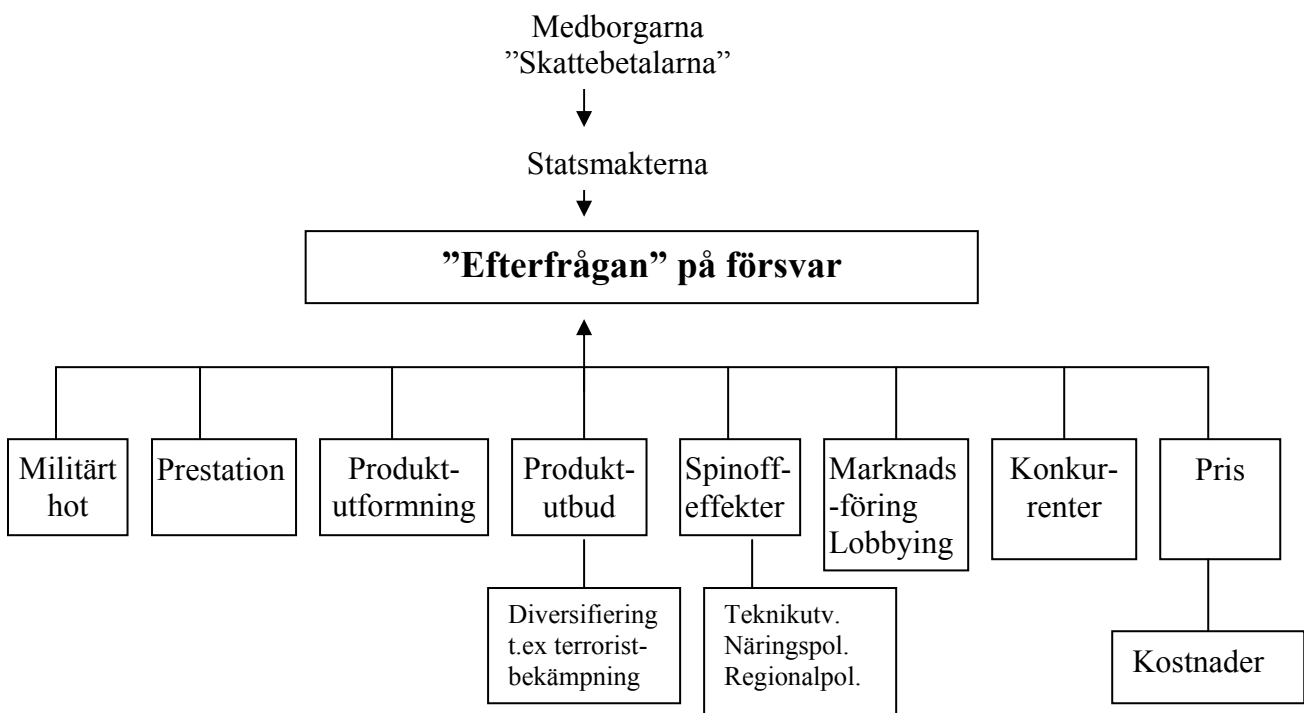 Medborgarna
”Skattebetalarna”
Statsmakterna
”Efterfrågan” på försvar
Militärt
hot
Prestation
Produkt-
utformning
Produkt-
utbud
Spinoff-
effekter
Marknads
-föring
Lobbying
Konkur-
renter
Pris
Diversifiering
t.ex terrorist-
bekämpning
Teknikutv.
Näringspol.
Regionalpol.
Kostnader